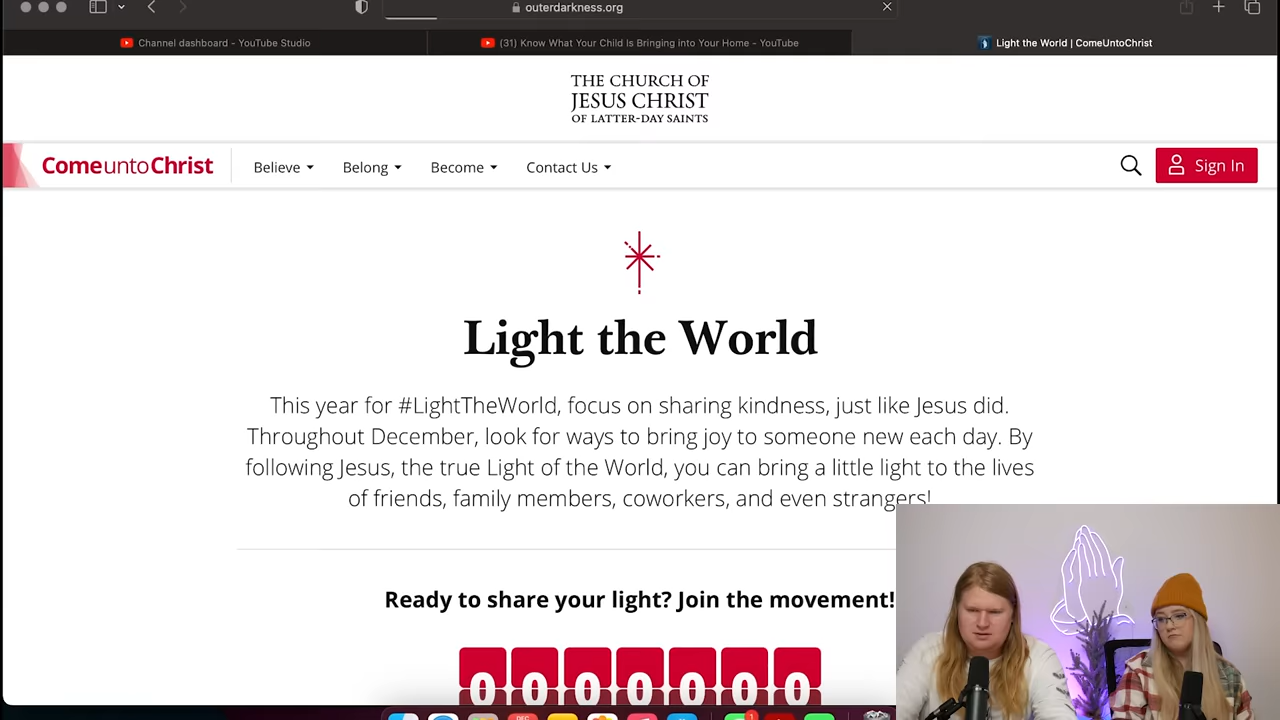 outerdarkness.org
Channel dashboard - YouTube Studio
(31) Know What Your Child Is Bringing into Your Home - YouTube
Light the World | ComeUntoChrist
THE CHURCH OF
JESUS CHRIST
OF LATTER-DAY SAINTS
ComeuntoChrist
Believe
Belong
Become
Contact Us
Sign In
Light the World
This year for #LightTheWorld, focus on sharing kindness, just like Jesus did.
Throughout December, look for ways to bring joy to someone new each day. By
following Jesus, the true Light of the World, you can bring a little light to the lives
of friends, family members, coworkers, and even strangers!
Ready to share your light? Join the movement!
0 0 0 0 0 0 0
DEC
1